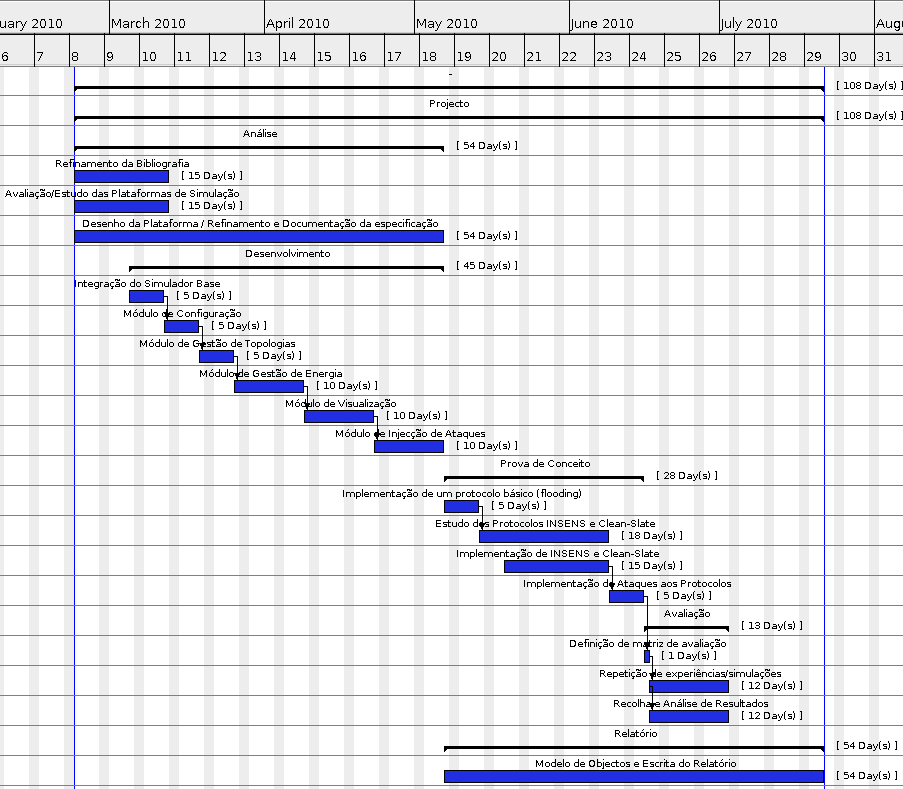 uary 2010 March 2010 April 2010 May 2010 June 2010 July 2010 Augu
6 7 8 9 10 11 12 13 14 15 16 17 18 19 20 21 22 23 24 25 26 27 28 29 30 31
-
[ 108 Day(s) ]
Projecto
[ 108 Day(s) ]
Análise
[ 54 Day(s) ]
Refinamento da Bibliografia
[ 15 Day(s) ]
Avaliação/Estudo das Plataformas de Simulação
[ 15 Day(s) ]
Desenho da Plataforma / Refinamento e Documentação da especificação
[ 54 Day(s) ]
Desenvolvimento
[ 45 Day(s) ]
Integração do Simulador Base
[ 5 Day(s) ]
Módulo de Configuração
[ 5 Day(s) ]
Módulo de Gestão de Topologias
[ 5 Day(s) ]
Módulo de Gestão de Energia
[ 10 Day(s) ]
Módulo de Visualização
[ 10 Day(s) ]
Módulo de Injecção de Ataques
[ 10 Day(s) ]
Prova de Conceito
[ 28 Day(s) ]
Implementação de um protocolo básico (flooding)
[ 5 Day(s) ]
Estudo dos Protocolos INSENS e Clean-Slate
[ 18 Day(s) ]
Implementação de INSENS e Clean-Slate
[ 15 Day(s) ]
Implementação de Ataques aos Protocolos
[ 5 Day(s) ]
Avaliação
[ 13 Day(s) ]
Definição de matriz de avaliação
[ 1 Day(s) ]
Repetição de experiências/simulações
[ 12 Day(s) ]
Recolha e Análise de Resultados
[ 12 Day(s) ]
Relatório
[ 54 Day(s) ]
Modelo de Objectos e Escrita do Relatório
[ 54 Day(s) ]